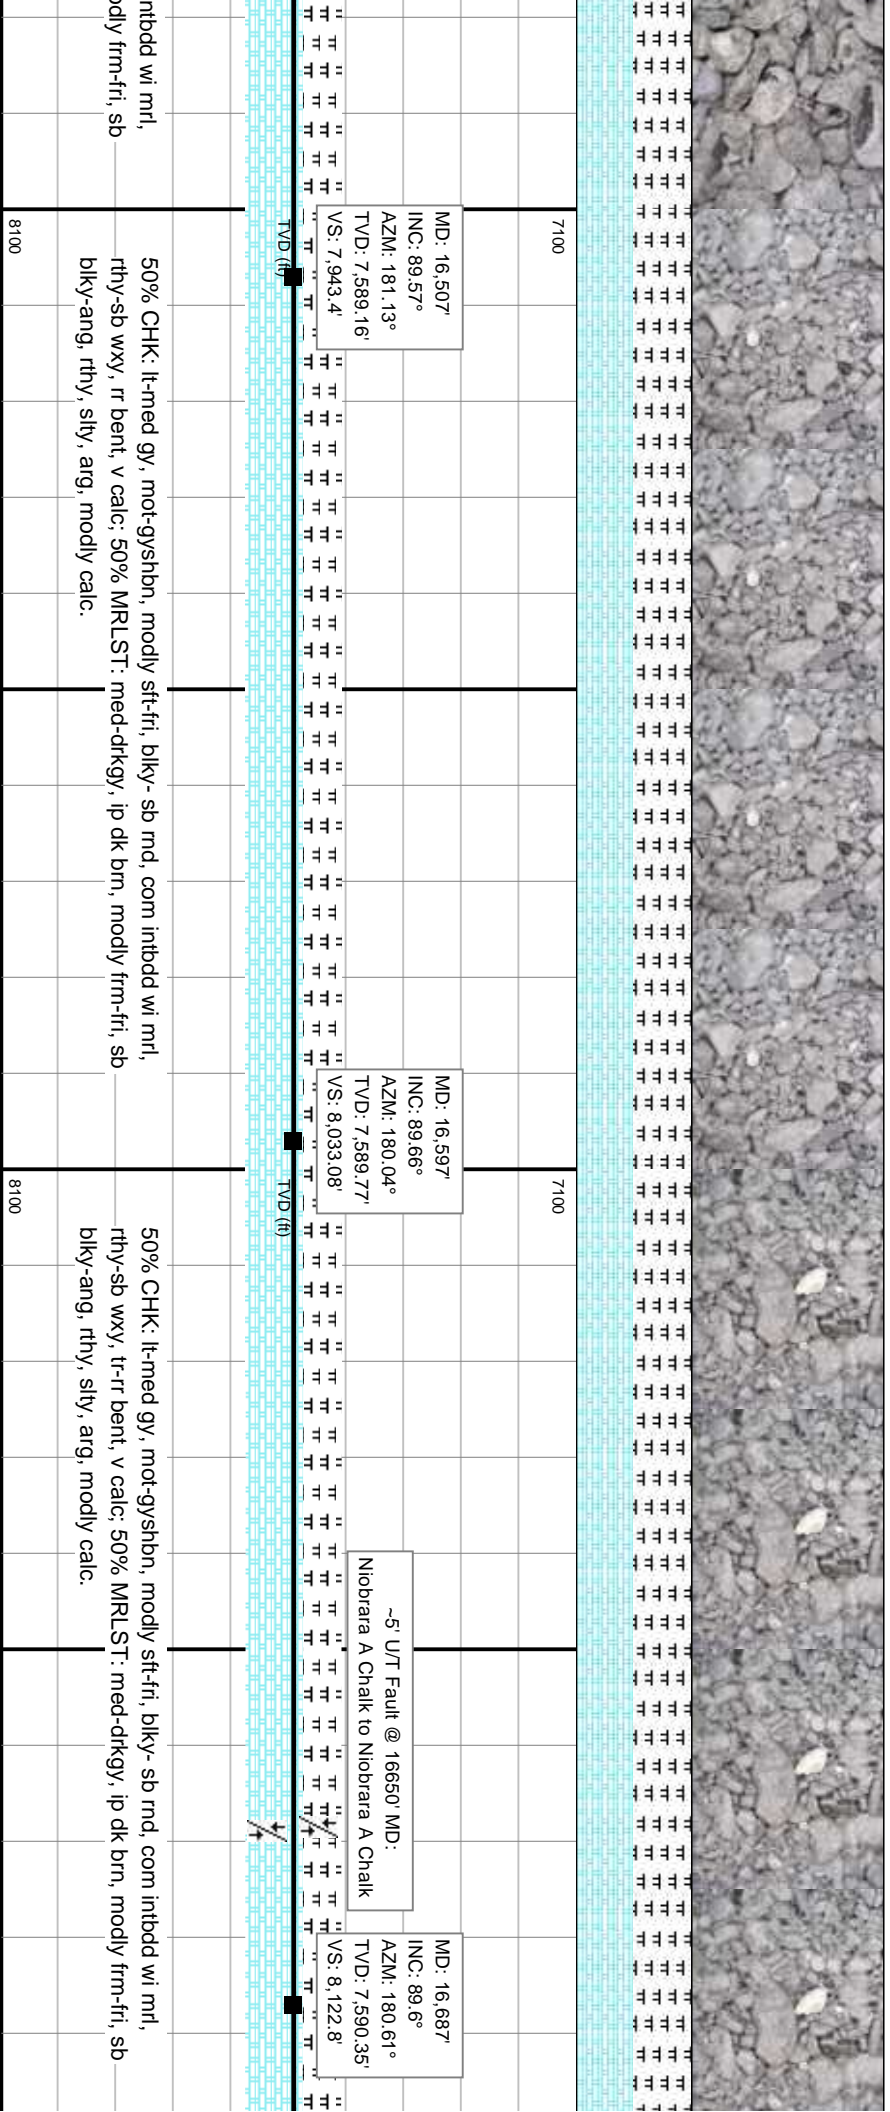 ntbdd wi mrl,
odly frm-fri, sb
8100
TVD (ft)
7100
MD: 16,507'
INC: 89.57°
AZM: 181.13°
TVD: 7,589.16'
VS: 7,943.4'
50% CHK: lt-med gy, mot-gyshbn, modly sft-fri, blky- sb rnd, com intbdd wi mrl,
rthy-sb wxy, rr bent, v calc; 50% MRLST: med-drkgy, ip dk brn, modly frm-fri, sb
blky-ang, rthy, slty, arg, modly calc.
MD: 16,597'
INC: 89.66°
AZM: 180.04°
TVD: 7,589.77'
VS: 8,033.08'
8100
TVD (ft)
7100
50% CHK: lt-med gy, mot-gyshbn, modly sft-fri, blky- sb rnd, com intbdd wi mrl,
rthy-sb wxy, tr-rr bent, v calc; 50% MRLST: med-drkgy, ip dk brn, modly frm-fri, sb
blky-ang, rthy, slty, arg, modly calc.
~5' U/T Fault @ 16650' MD:
Niobrara A Chalk to Niobrara A Chalk
MD: 16,687'
INC: 89.6°
AZM: 180.61°
TVD: 7,590.35'
VS: 8,122.8'